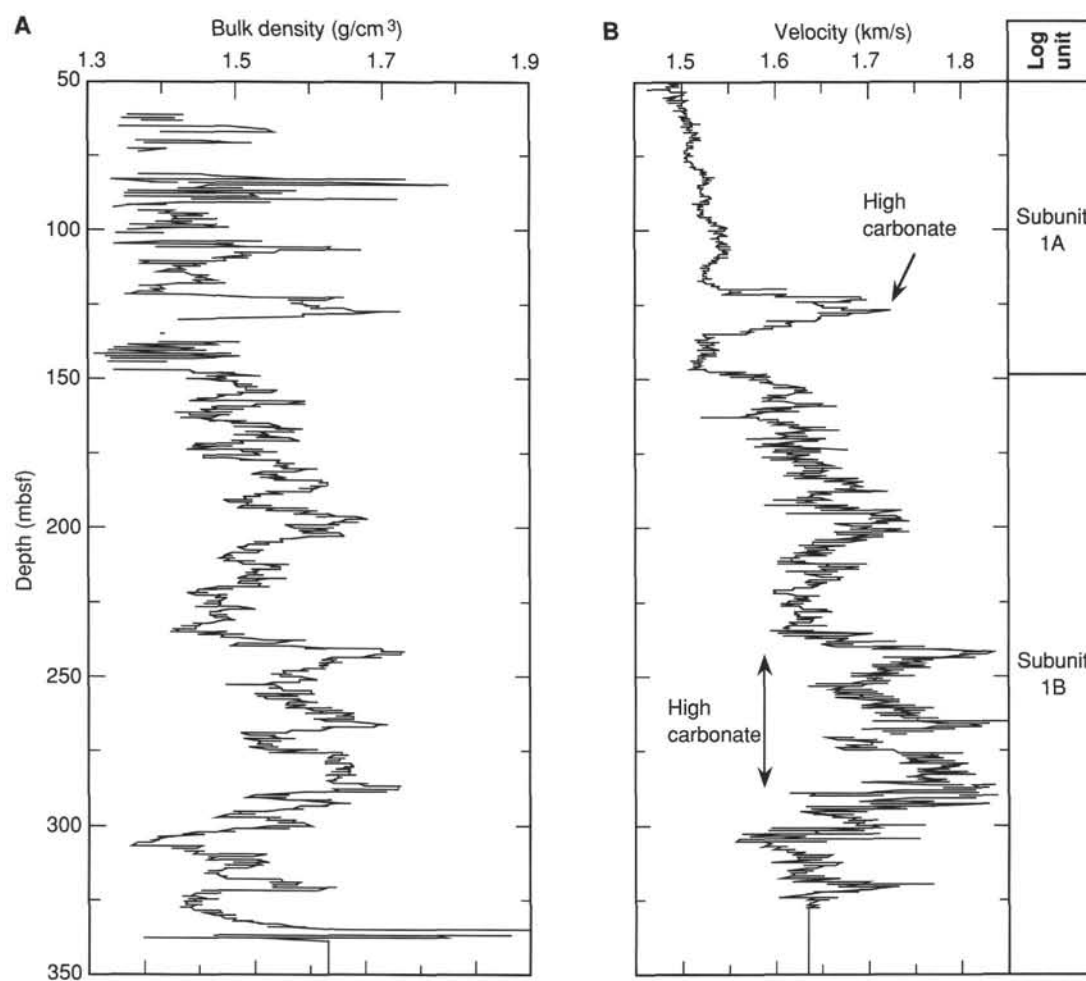 A
Bulk density (g/cm3)
1.3 1.5 1.7 1.9
50
100
150
200
250
300
350
Depth (mbsf)
B
Velocity (km/s)
1.5 1.6 1.7 1.8
High
carbonate
High
carbonate
Log
unit
Subunit
1A
Subunit
1B